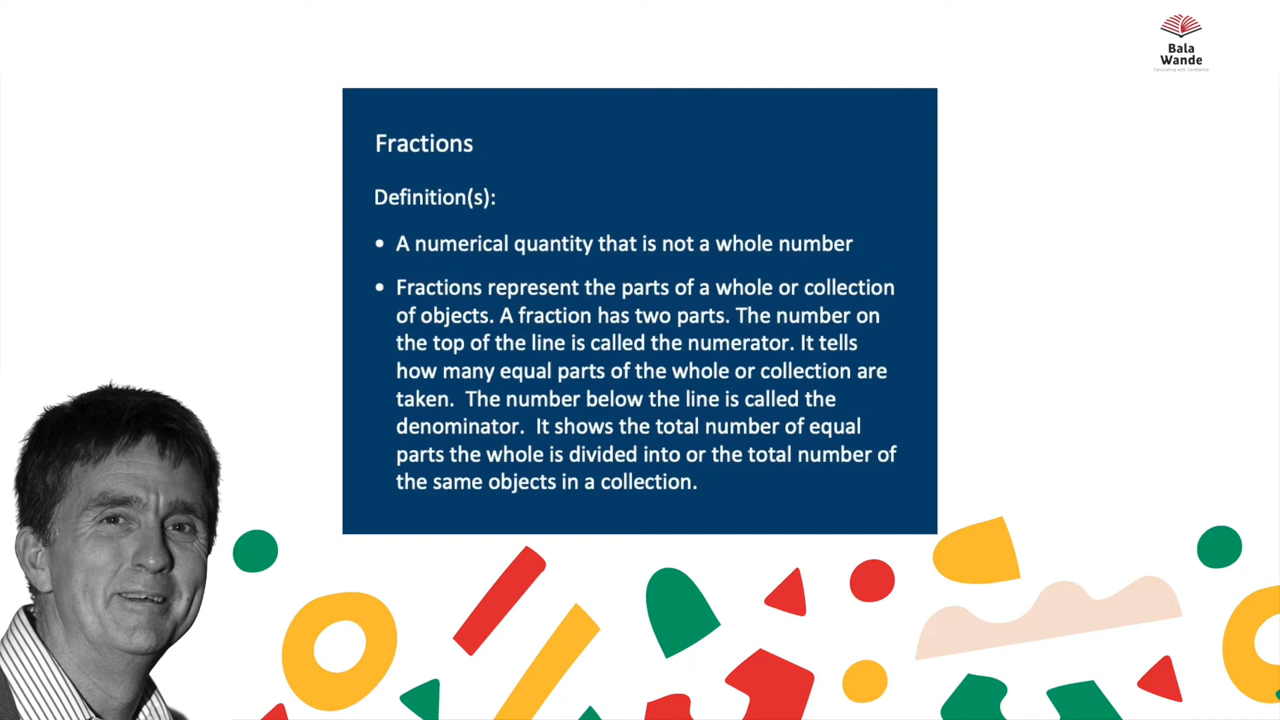 Bala
Wande
Calculating with Confidence
Fractions
Definition(s):
• A numerical quantity that is not a whole number
• Fractions represent the parts of a whole or collection
of objects. A fraction has two parts. The number on
the top of the line is called the numerator. It tells
how many equal parts of the whole or collection are
taken. The number below the line is called the
denominator. It shows the total number of equal
parts the whole is divided into or the total number of
the same objects in a collection.